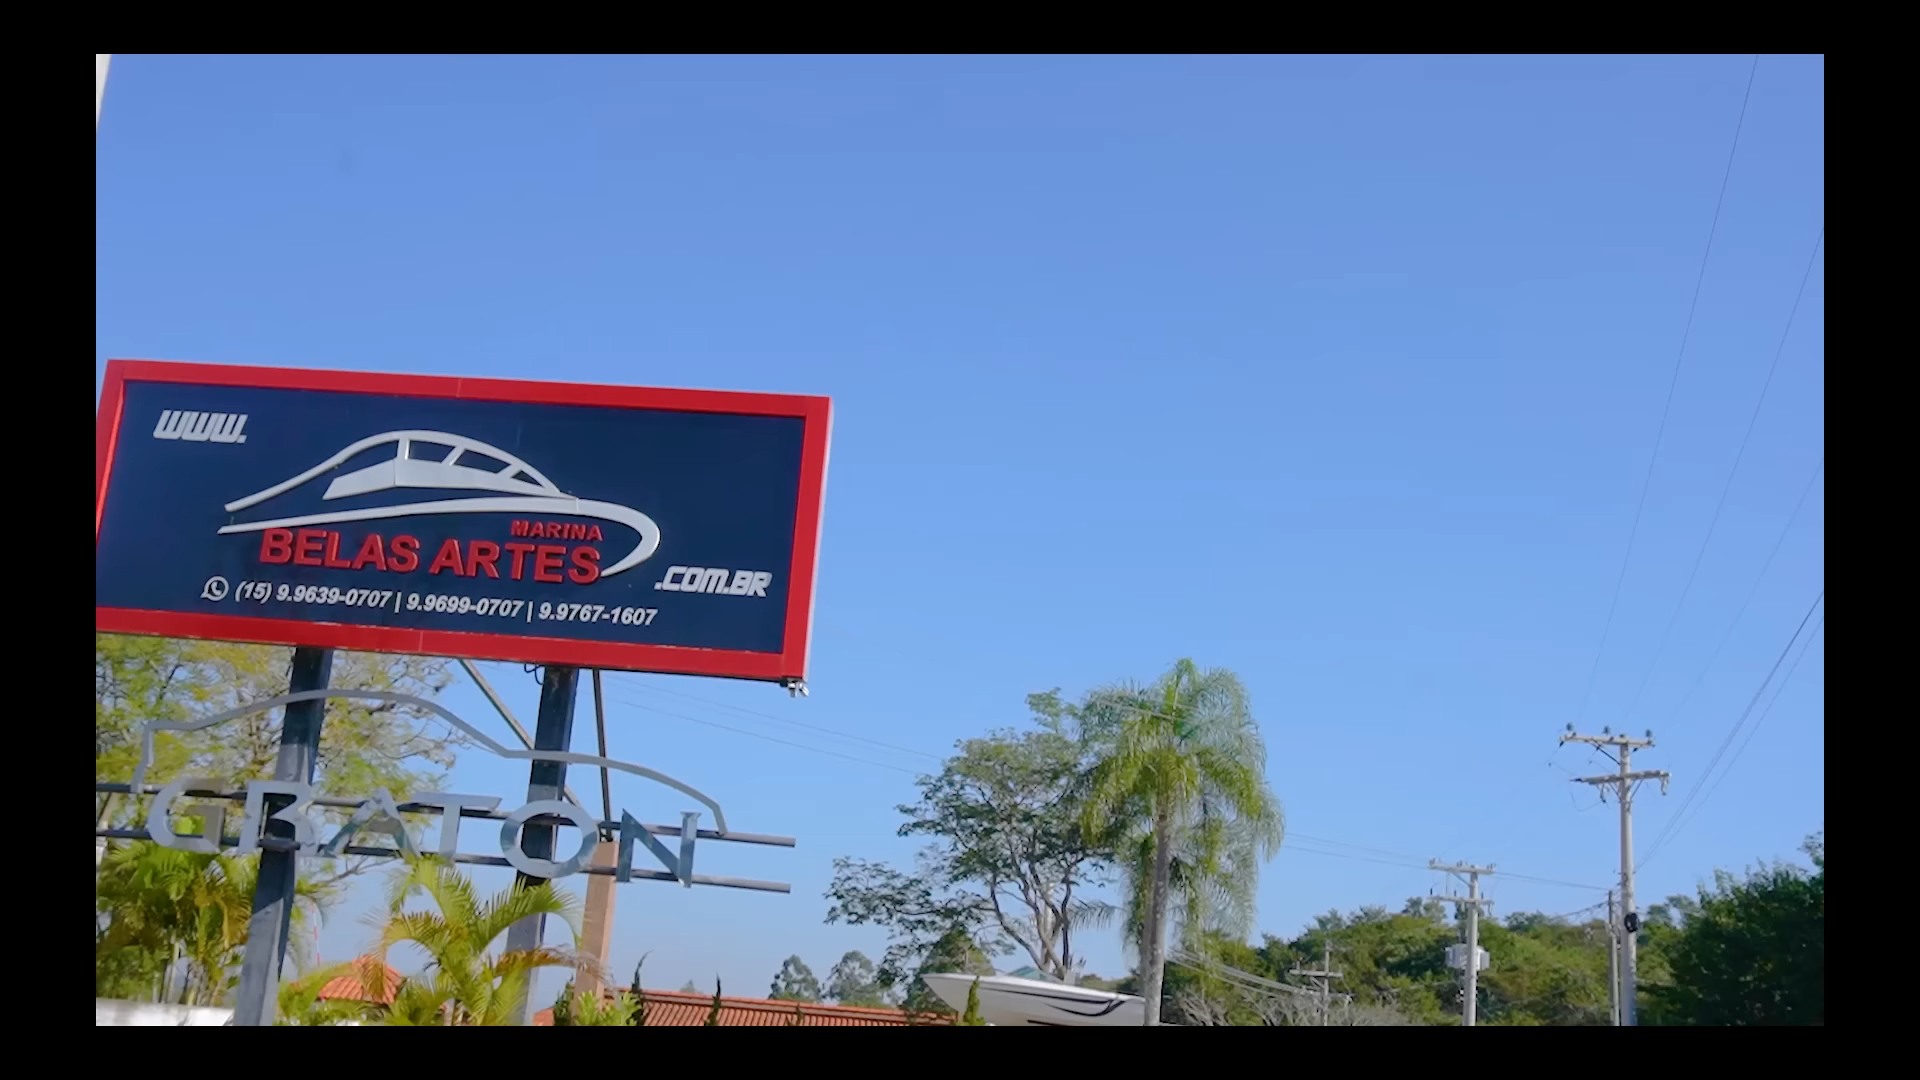 www.
MARINA
BELAS ARTES
.COM.BR
(15) 9.9639-0707 | 9.9699-0707 | 9.9767-1607
GRATON